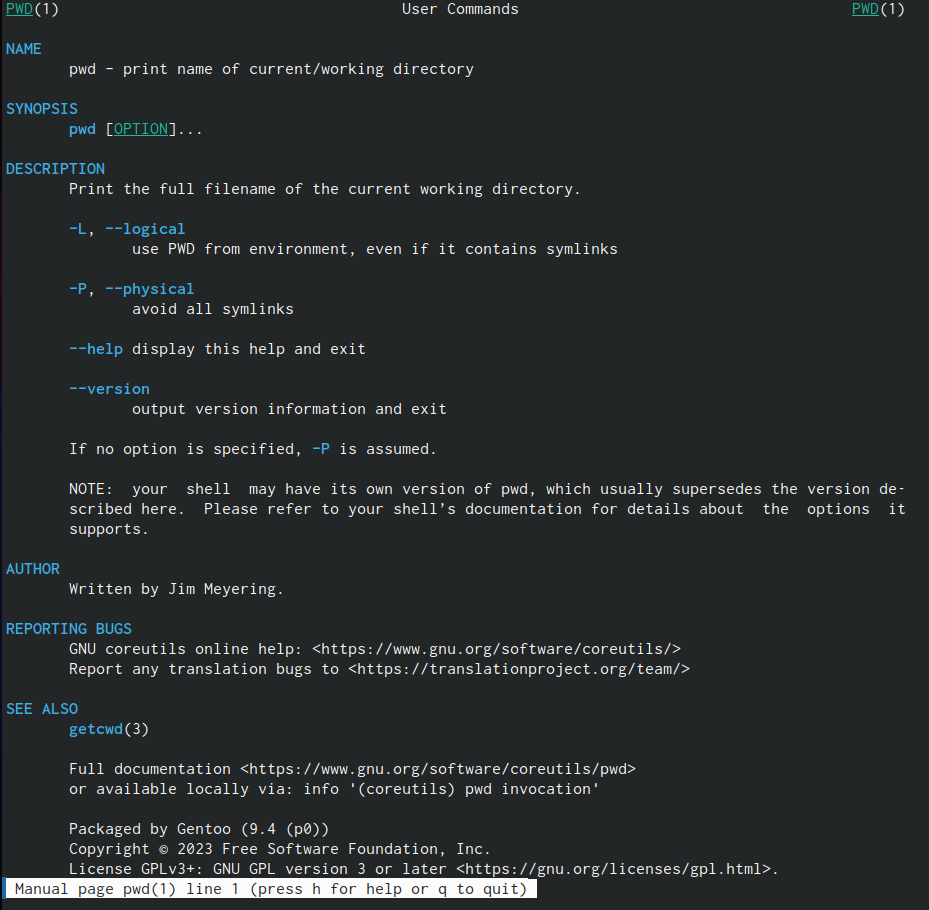 PWD(1) User Commands PWD(1)
NAME
pwd - print name of current/working directory
SYNOPSIS
pwd [OPTION]...
DESCRIPTION
Print the full filename of the current working directory.
-L, --logical
use PWD from environment, even if it contains symlinks
-P, --physical
avoid all symlinks
--help display this help and exit
--version
output version information and exit
If no option is specified, -P is assumed.
NOTE:  your  shell  may have its own version of pwd, which usually supersedes the version de-
scribed here.  Please refer to your shell’s documentation for details about  the  options  it
supports.
AUTHOR
Written by Jim Meyering.
REPORTING BUGS
GNU coreutils online help: <https://www.gnu.org/software/coreutils/>
Report any translation bugs to <https://translationproject.org/team/>
SEE ALSO
getcwd(3)
Full documentation <https://www.gnu.org/software/coreutils/pwd>
or available locally via: info '(coreutils) pwd invocation'
Packaged by Gentoo (9.4 (p0))
Copyright © 2023 Free Software Foundation, Inc.
License GPLv3+: GNU GPL version 3 or later <https://gnu.org/licenses/gpl.html>.
Manual page pwd(1) line 1 (press h for help or q to quit)